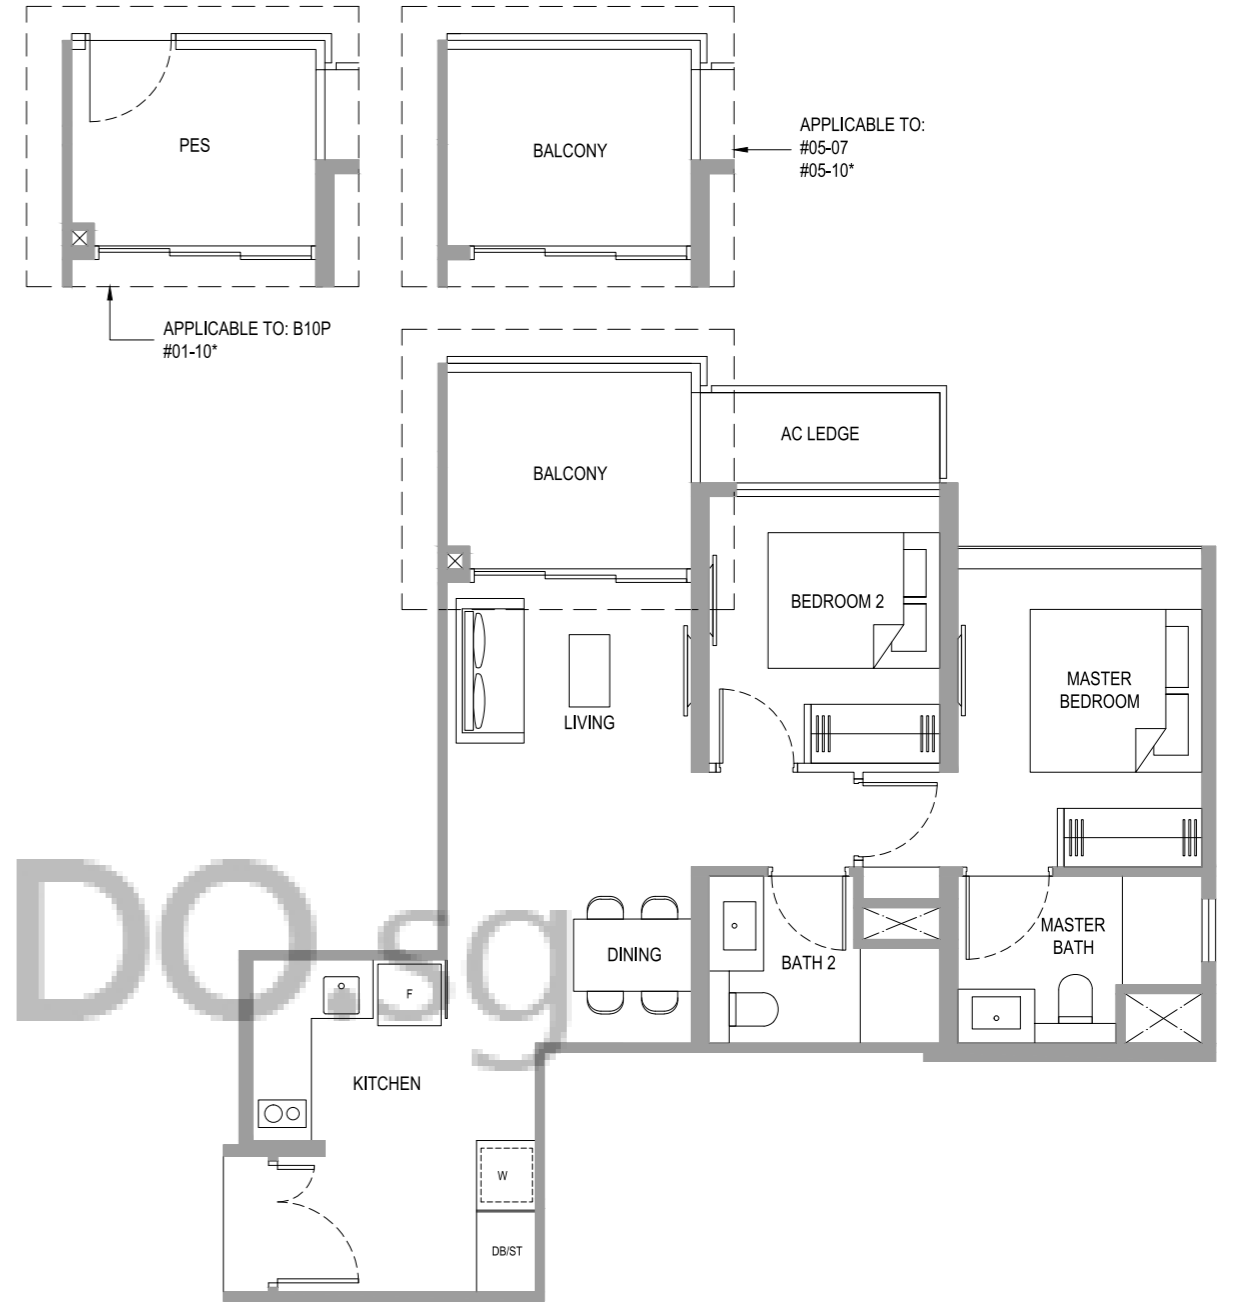 PES
BALCONY
APPLICABLE TO:
#05-07
#05-10*
APPLICABLE TO: B10P
#01-10*
BALCONY
AC LEDGE
BEDROOM 2
MASTER
BEDROOM
LIVING
DINING
BATH 2
MASTER
BATH
F
KITCHEN
W
DB/ST
DO.sg